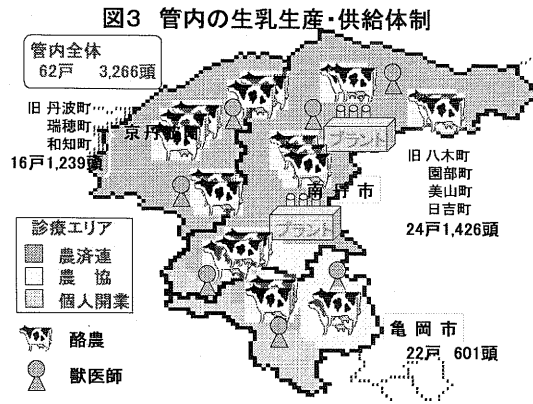 図3 管内の生乳生産・供給体制
管内全体
62戸 3,266頭
旧 丹波町
瑞穂町
和知町
16戸1,239頭
京丹波町
プラント
旧 八木町
園部町
美山町
日吉町
24戸1,426頭
南丹市
プラント
診療エリア
農済連
農 協
個人開業
酪農
獣医師
亀岡市
22戸 601頭